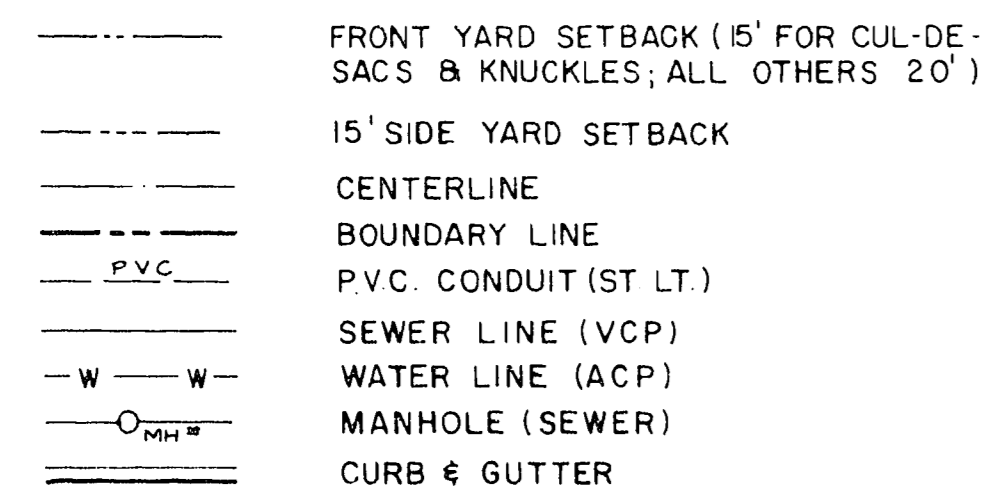 FRONT YARD SETBACK (15' FOR CUL-DE-
SACS & KNUCKLES; ALL OTHERS 20')
15' SIDE YARD SETBACK
CENTERLINE
BOUNDARY LINE
PVC P.V.C. CONDUIT (ST. LT.)
SEWER LINE (VCP)
W W WATER LINE (ACP)
MH MANHOLE (SEWER)
CURB & GUTTER